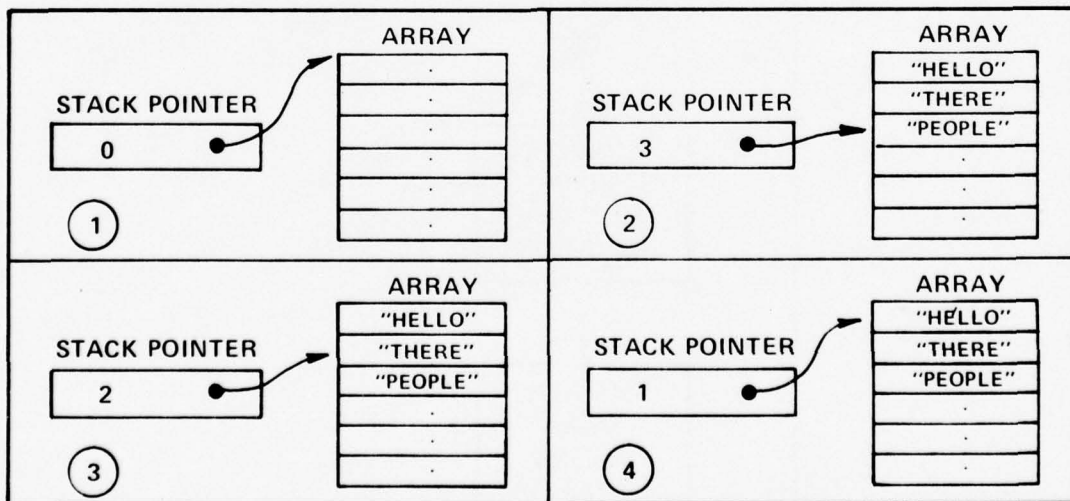 ARRAY
STACK POINTER
0
1
ARRAY
"HELLO"
"THERE"
"PEOPLE"
STACK POINTER
3
2
ARRAY
"HELLO"
"THERE"
"PEOPLE"
STACK POINTER
2
3
ARRAY
"HELLO"
"THERE"
"PEOPLE"
STACK POINTER
1
4